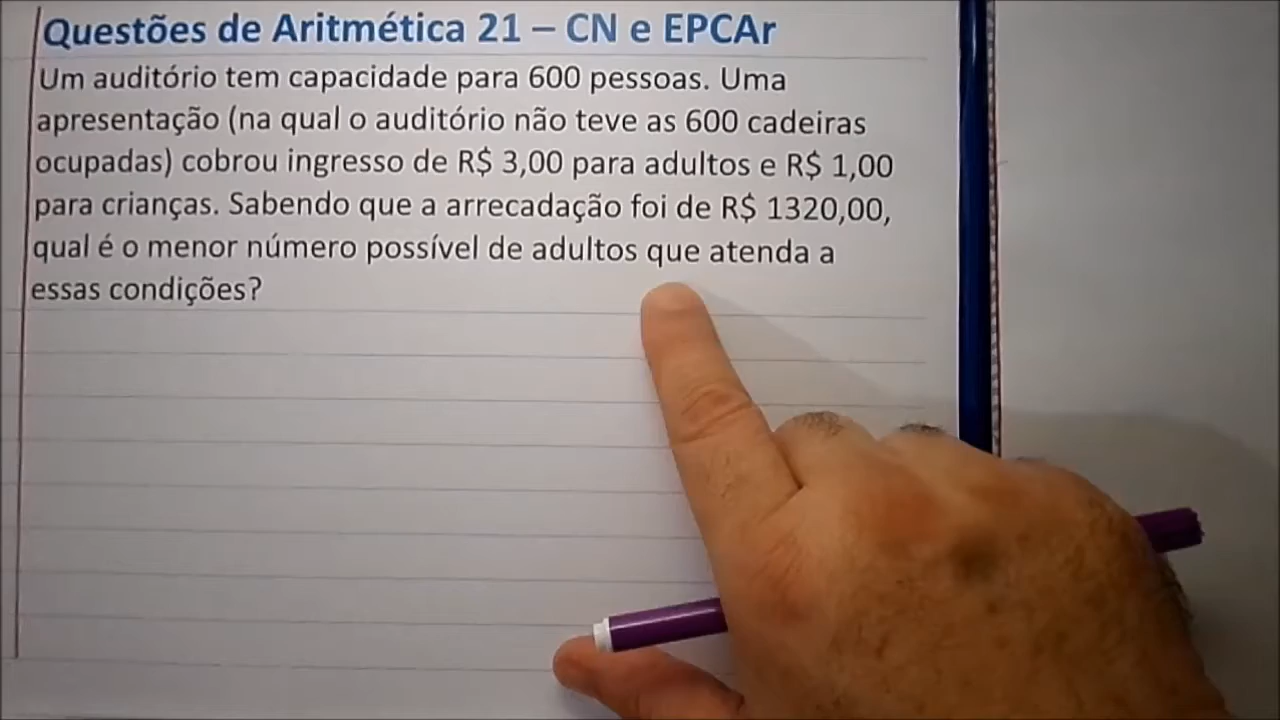 Questões de Aritmética 21 – CN e EPCAr
Um auditório tem capacidade para 600 pessoas. Uma
apresentação (na qual o auditório não teve as 600 cadeiras
ocupadas) cobrou ingresso de R$ 3,00 para adultos e R$ 1,00
para crianças. Sabendo que a arrecadação foi de R$ 1320,00,
qual é o menor número possível de adultos que atenda a
essas condições?